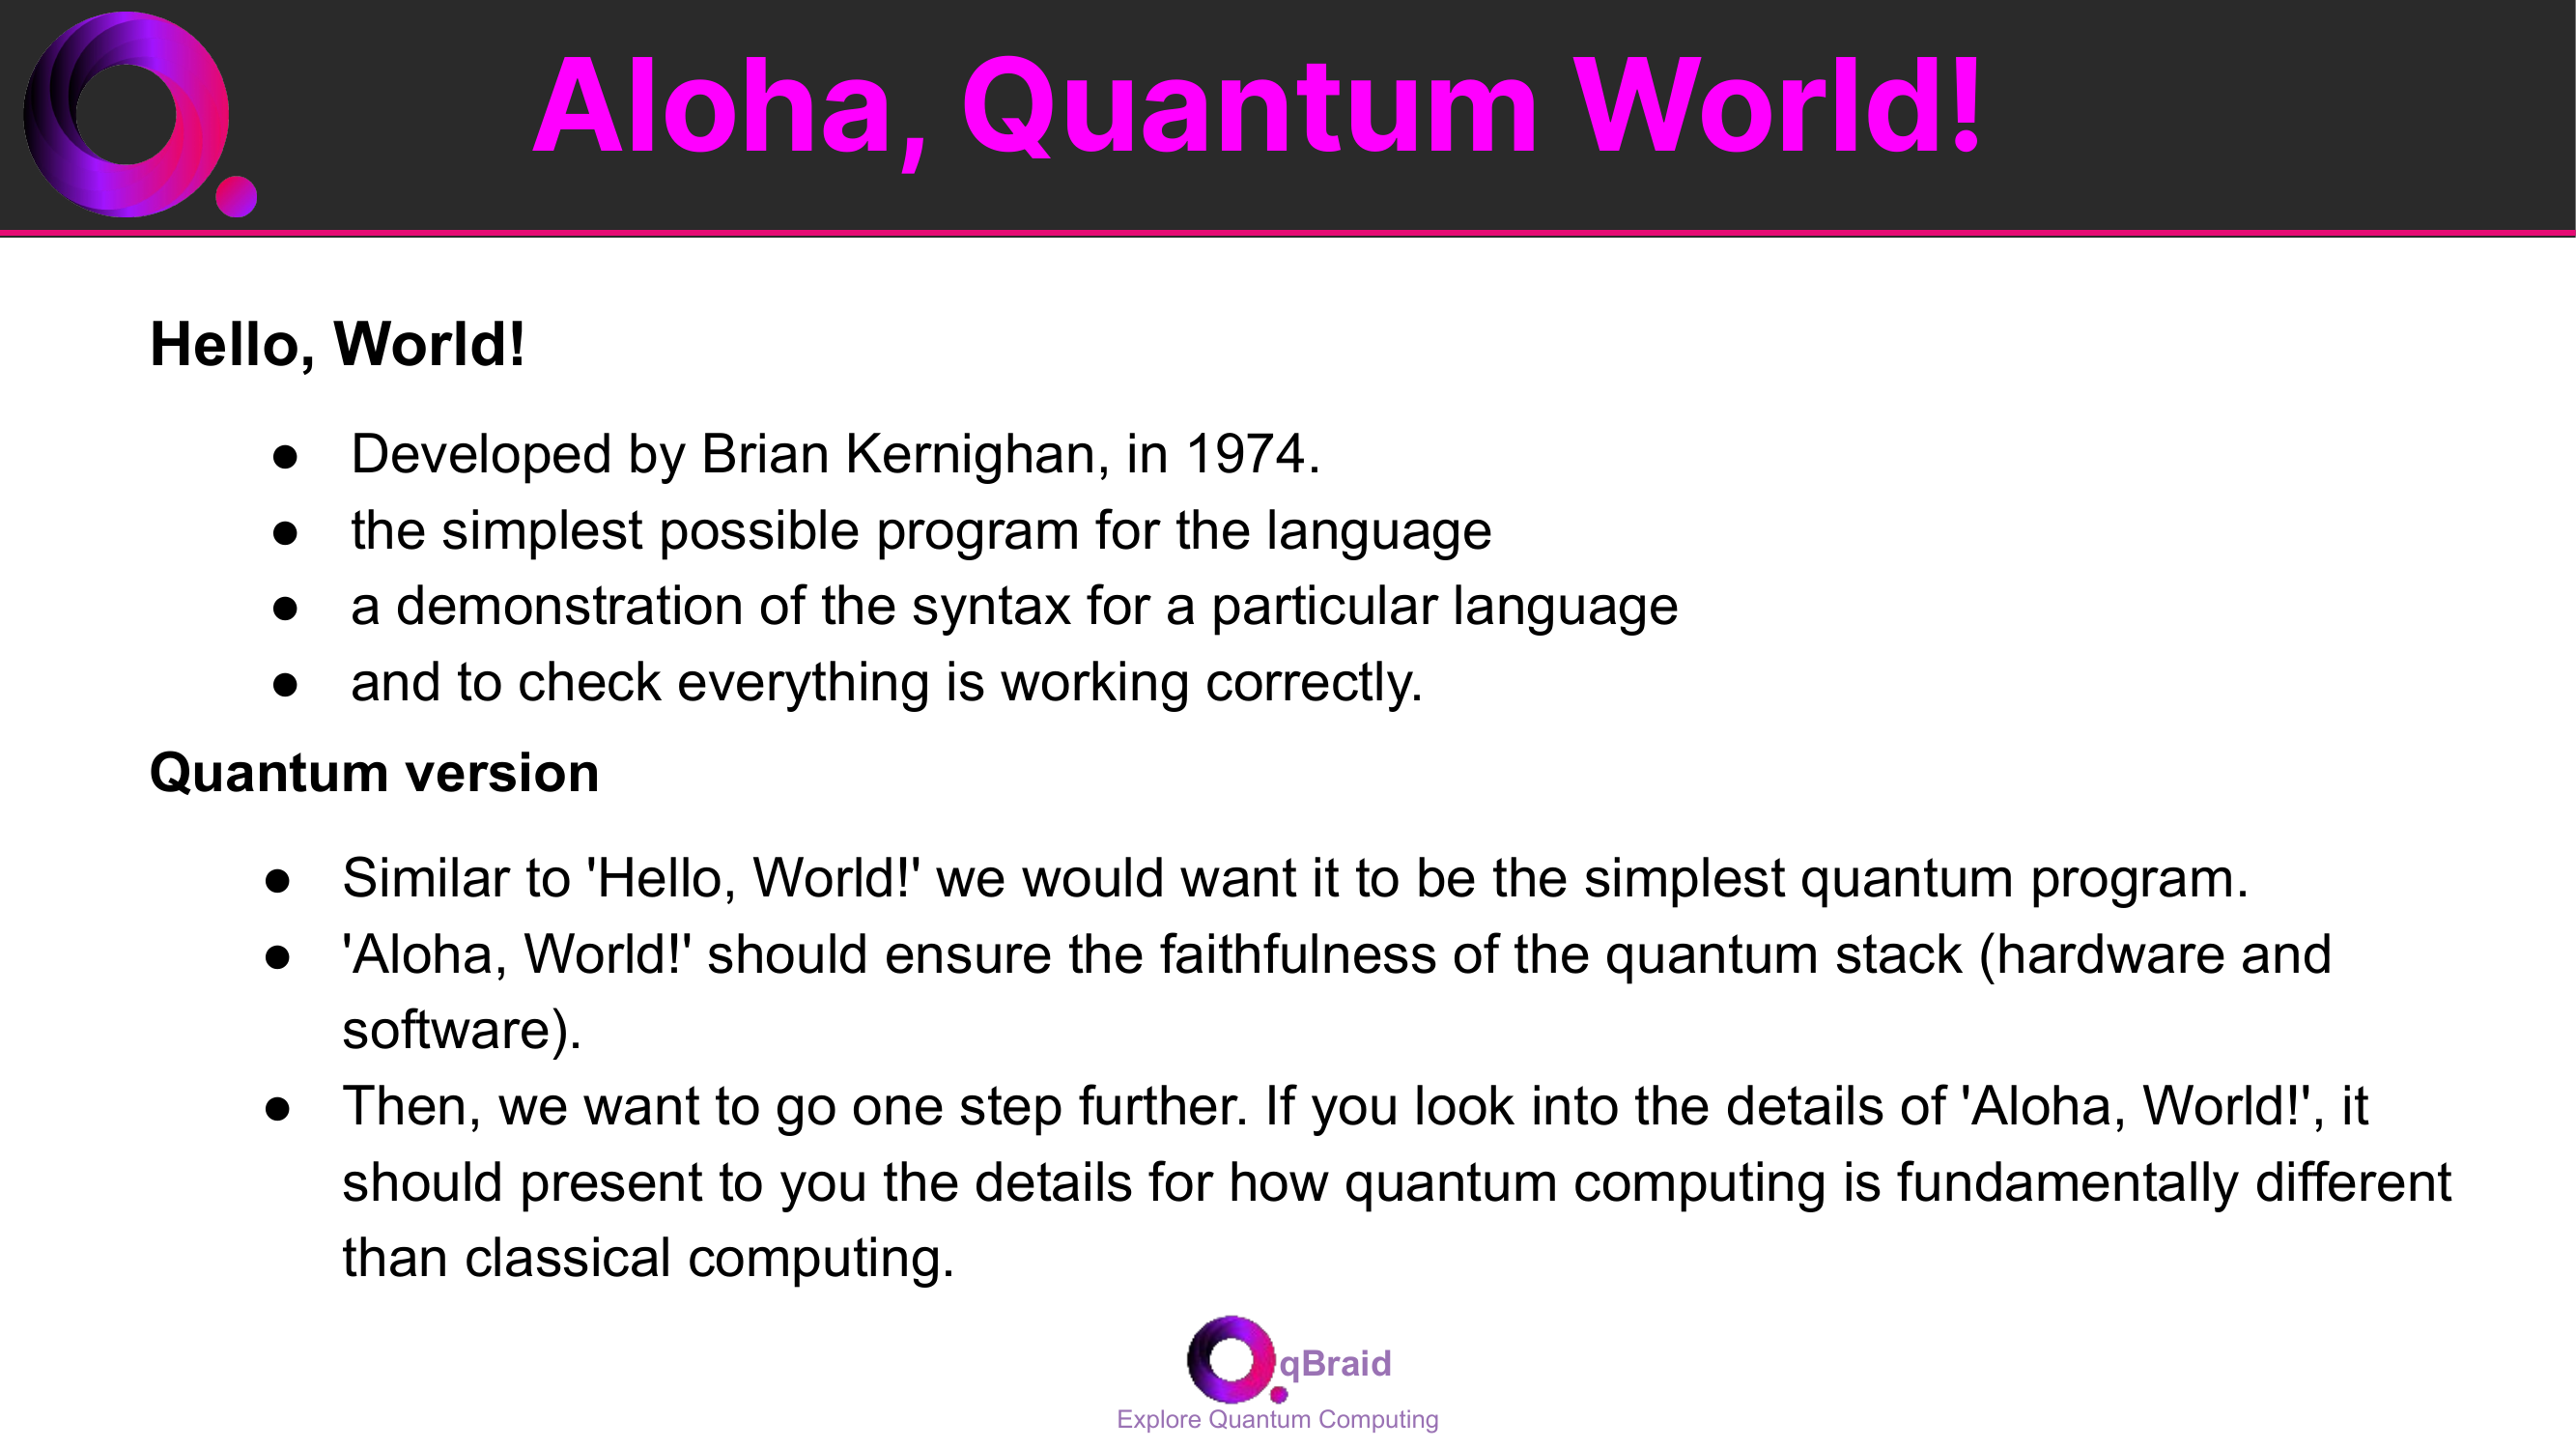 Aloha, Quantum World!
Hello, World!
● Developed by Brian Kernighan, in 1974.
● the simplest possible program for the language
● a demonstration of the syntax for a particular language
● and to check everything is working correctly.
Quantum version
● Similar to 'Hello, World!' we would want it to be the simplest quantum program.
● 'Aloha, World!' should ensure the faithfulness of the quantum stack (hardware and
software).
● Then, we want to go one step further. If you look into the details of 'Aloha, World!', it
should present to you the details for how quantum computing is fundamentally different
than classical computing.
qBraid
Explore Quantum Computing